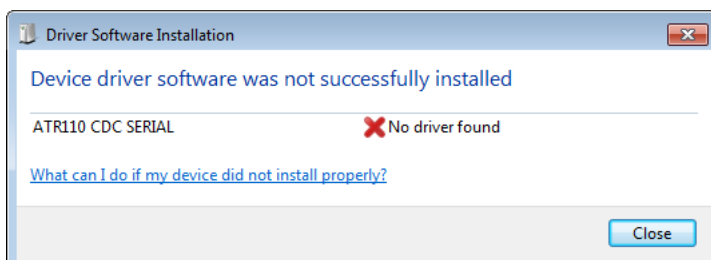 Driver Software Installation
Device driver software was not successfully installed
ATR110 CDC SERIAL No driver found
What can I do if my device did not install properly?
Close